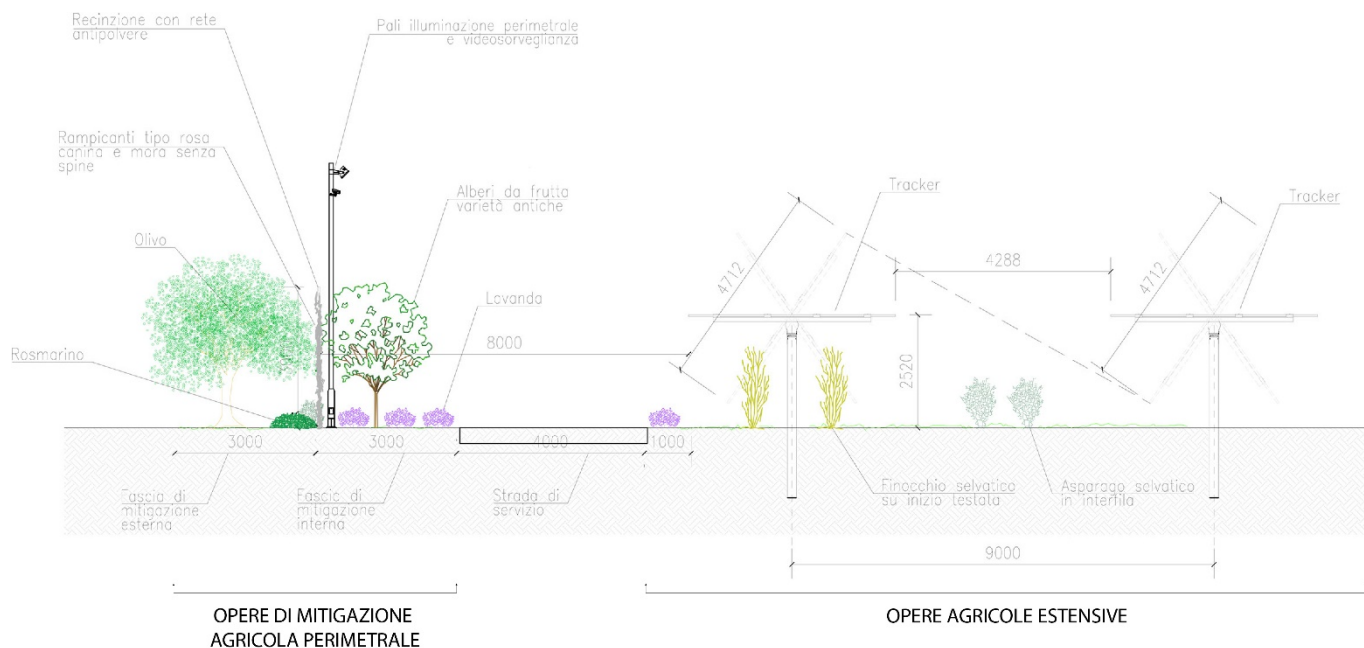 Recinzione con rete
antipolvere
Pali illuminazione perimetrale
e videosorveglianza
Rampicanti tipo rosa
canina e mora senza
spine
Alberi da frutta
varietà antiche
Tracker
Tracker
Olivo
4712
4288
4712
Lavanda
8000
Rosmarino
2520
3000
3000
4000
1000
Fascia di
mitigazione
esterna
Fascia di
mitigazione
interna
Strada di
servizio
Finocchio selvatico
su inizio testata
Asparago selvatico
in interfila
9000
OPERE DI MITIGAZIONE
AGRICOLA PERIMETRALE
OPERE AGRICOLE ESTENSIVE